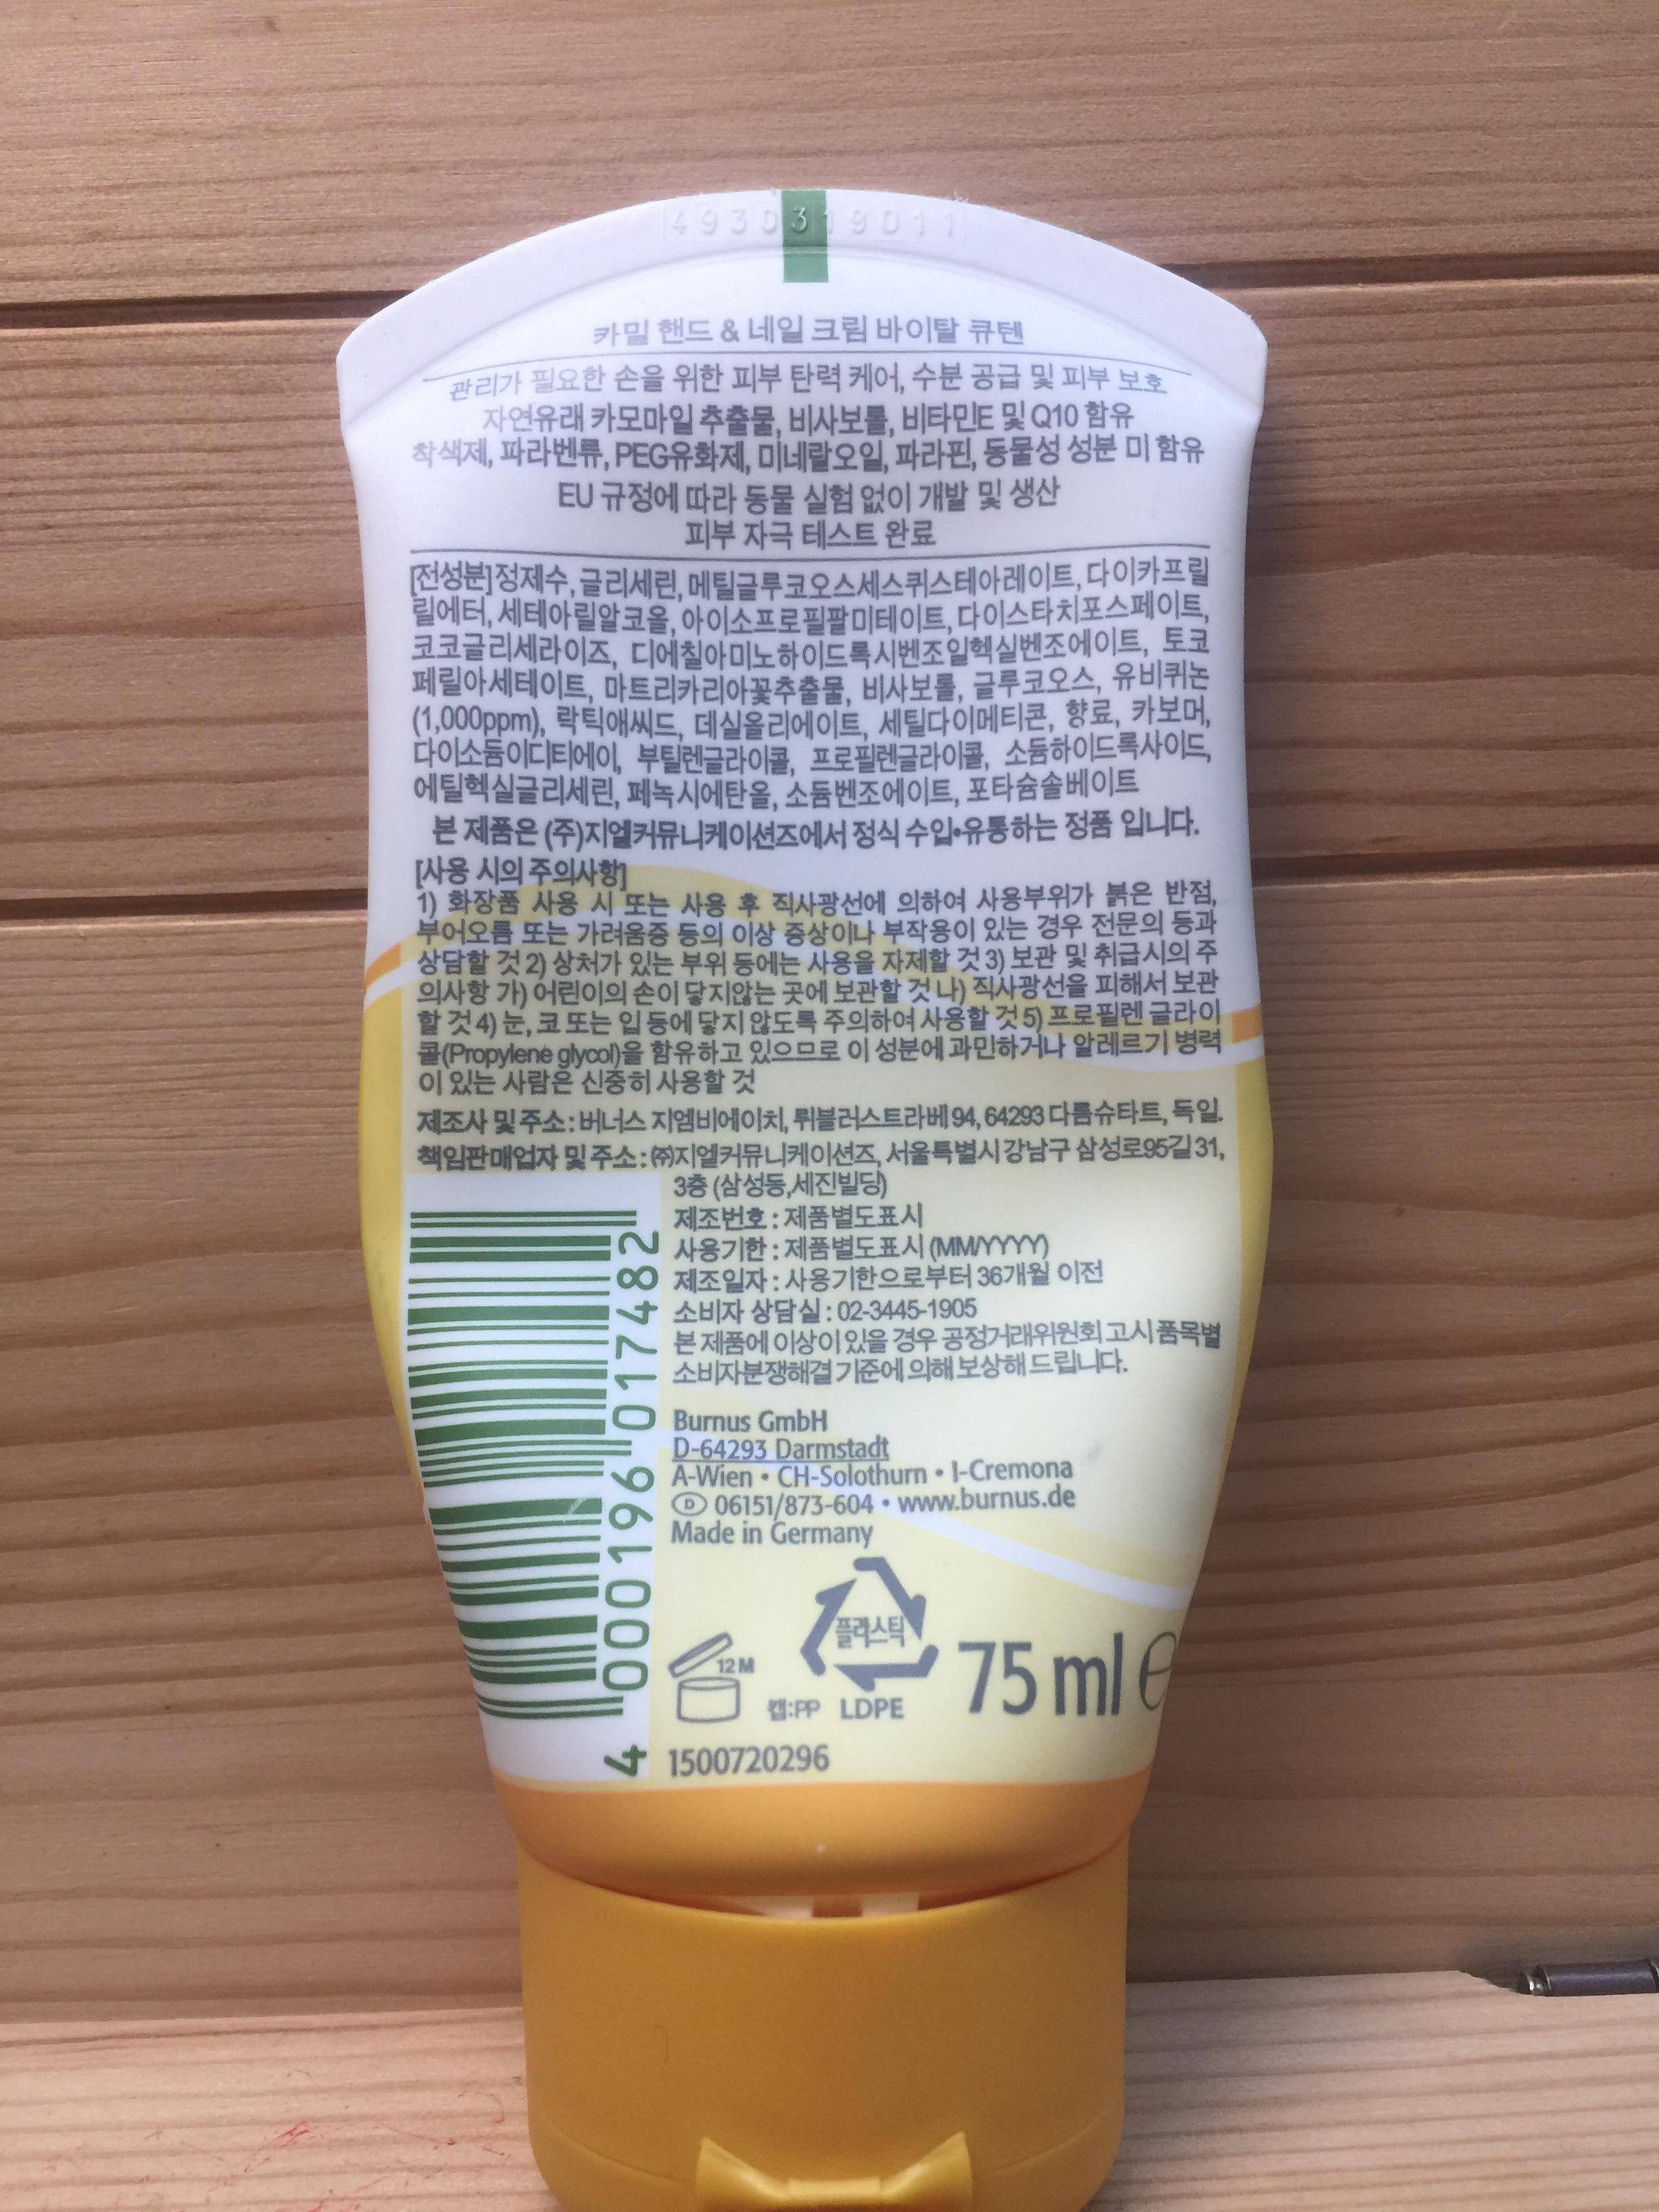 4930319011
카밀 핸드 & 네일 크림 바이탈 큐텐
관리가 필요한 손을 위한 피부 탄력 케어, 수분 공급 및 피부 보호
자연유래 카모마일 추출물, 비사보롤, 비타민E 및 Q10 함유
착색제, 파라벤류, PEG유화제, 미네랄오일, 파라핀, 동물성 성분 미 함유
EU 규정에 따라 동물 실험 없이 개발 및 생산
피부 자극 테스트 완료
[전성분] 정제수, 글리세린, 메틸글루코오스세스퀴스테아레이트, 다이카프릴
릴에터, 세테아릴알코올, 아이소프로필팔미테이트, 다이스타치포스페이트,
코코글리세라이즈, 디에칠아미노하이드록시벤조일헥실벤조에이트, 토코
페릴아세테이트, 마트리카리아꽃추출물, 비사보롤, 글루코오스, 유비퀴논
(1,000ppm), 락틱애씨드, 데실올리에이트, 세틸다이메티콘, 향료, 카보머,
다이소듐이디티에이, 부틸렌글라이콜, 프로필렌글라이콜, 소듐하이드록사이드,
에틸헥실글리세린, 페녹시에탄올, 소듐벤조에이트, 포타슘솔베이트
본 제품은 (주)지엘커뮤니케이션즈에서 정식 수입•유통하는 정품 입니다.
[사용 시의 주의사항]
1) 화장품 사용 시 또는 사용 후 직사광선에 의하여 사용부위가 붉은 반점,
부어오름 또는 가려움증 등의 이상 증상이나 부작용이 있는 경우 전문의 등과
상담할 것 2) 상처가 있는 부위 등에는 사용을 자제할 것 3) 보관 및 취급시의 주
의사항 가) 어린이의 손이 닿지않는 곳에 보관할 것 나) 직사광선을 피해서 보관
할 것 4) 눈, 코 또는 입 등에 닿지 않도록 주의하여 사용할 것 5) 프로필렌 글라이
콜(Propylene glycol)을 함유하고 있으므로 이 성분에 과민하거나 알레르기 병력
이 있는 사람은 신중히 사용할 것
제조사 및 주소 : 버너스 지엠비에이치, 뤼블러스트라베 94, 64293 다름슈타트, 독일.
책임판매업자 및 주소 : ㈜지엘커뮤니케이션즈, 서울특별시 강남구 삼성로95길 31,
3층 (삼성동,세진빌딩)
제조번호 : 제품별도표시
사용기한 : 제품별도표시 (MM/YYYY)
제조일자 : 사용기한으로부터 36개월 이전
소비자 상담실 : 02-3445-1905
본 제품에 이상이 있을 경우 공정거래위원회 고시 품목별
소비자분쟁해결 기준에 의해 보상해 드립니다.
Burnus GmbH
D-64293 Darmstadt
A-Wien • CH-Solothurn • I-Cremona
D 06151/873-604 • www.burnus.de
Made in Germany
플라스틱
12 M
캡:PP LDPE
75 ml e
1500720296
4 000196 017482